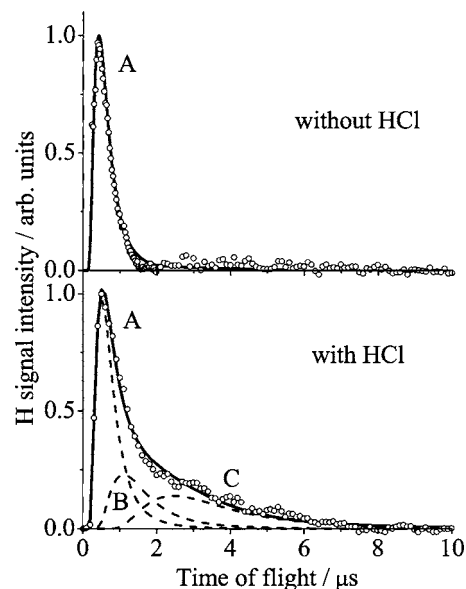 H signal intensity / arb. units
1.0
0.5
0.0
A
without HCl
1.0
0.5
0.0
A
B
C
with HCl
0 2 4 6 8 10
Time of flight / μs